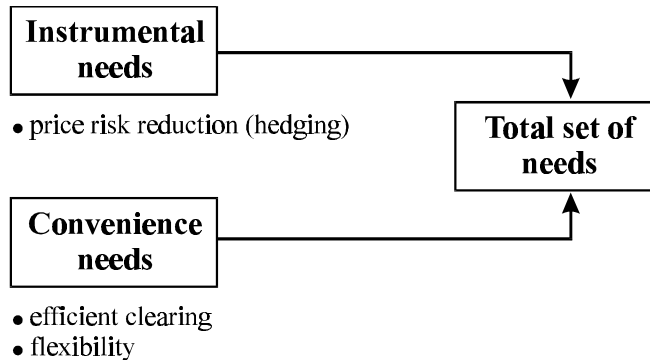 Instrumental
needs
• price risk reduction (hedging)
Total set of
needs
Convenience
needs
• efficient clearing
• flexibility